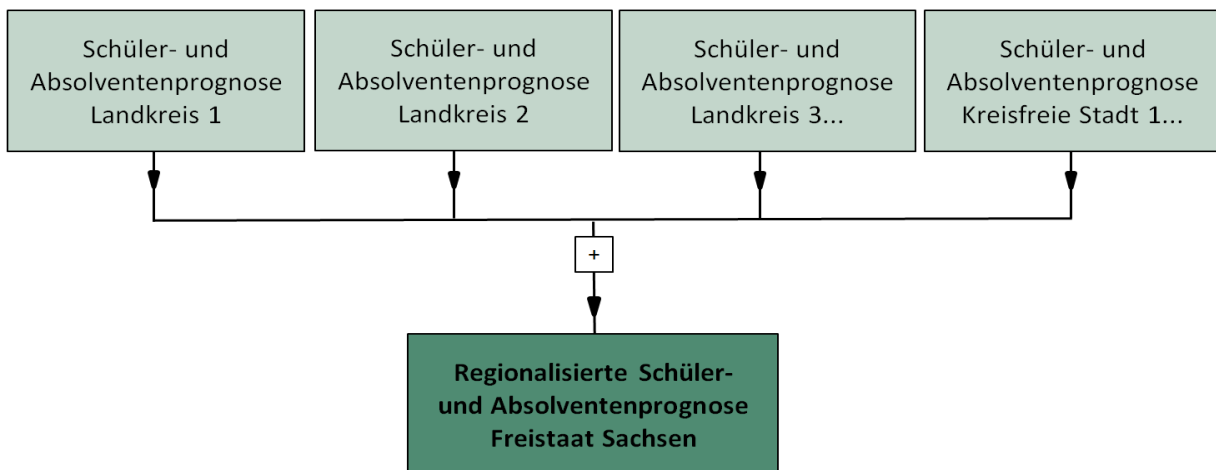 Schüler- und
Absolventenprognose
Landkreis 1
Schüler- und
Absolventenprognose
Landkreis 2
Schüler- und
Absolventenprognose
Landkreis 3...
Schüler- und
Absolventenprognose
Kreisfreie Stadt 1...
+
Regionalisierte Schüler-
und Absolventenprognose
Freistaat Sachsen